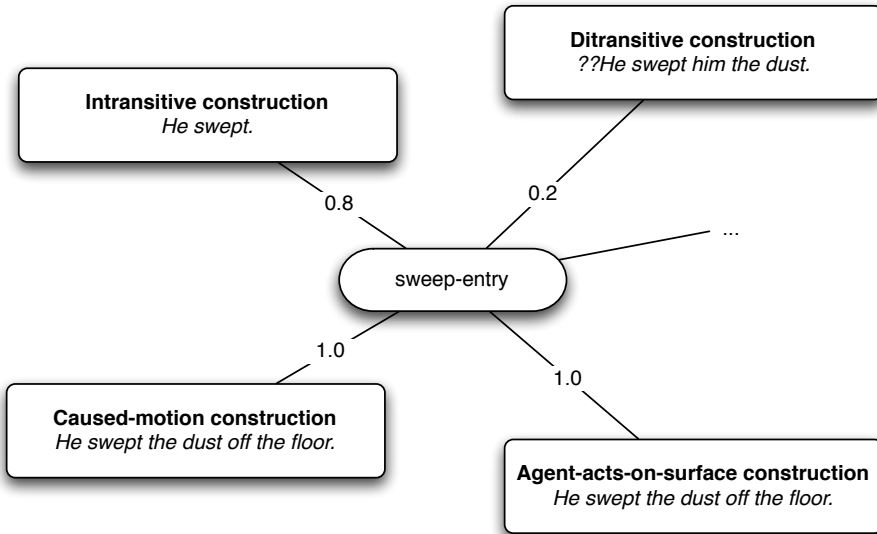 Ditransitive construction
??He swept him the dust.
Intransitive construction
He swept.
0.8
0.2
...
sweep-entry
1.0
1.0
Caused-motion construction
He swept the dust off the floor.
Agent-acts-on-surface construction
He swept the dust off the floor.